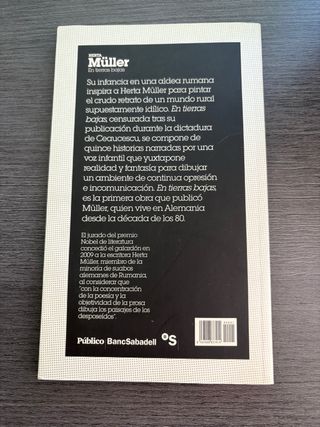 HERTA
Müller
En tierras bajas
Su infancia en una aldea rumana
inspira a Herta Müller para pintar
el crudo retrato de un mundo rural
supuestamente idílico. En tierras
bajas, censurada tras su
publicación durante la dictadura
de Ceaucescu, se compone de
quince historias narradas por una
voz infantil que yuxtapone
realidad y fantasía para dibujar
un ambiente de continua opresión
e incomunicación. En tierras bajas,
es la primera obra que publicó
Müller, quien vive en Alemania
desde la década de los 80.
El jurado del premio
Nobel de literatura
concedió el galardón en
2009 a la escritora Herta
Müller, miembro de la
minoría de suabos
alemanes de Rumanía,
al considerar que
"con la concentración
de la poesía y la
objetividad de la prosa
dibuja los paisajes de los
desposeídos".
Público BancSabadell S